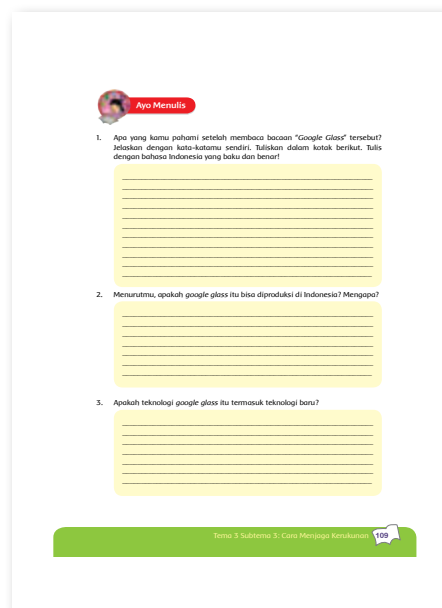 Ayo Menulis
1. Apa yang kamu pahami setelah membaca bacaan "Google Glass" tersebut?
Jelaskan dengan kata-katamu sendiri. Tuliskan dalam kotak berikut. Tulis
dengan bahasa Indonesia yang baku dan benar!
2. Menurutmu, apakah google glass itu bisa diproduksi di Indonesia? Mengapa?
3. Apakah teknologi google glass itu termasuk teknologi baru?
Tema 3 Subtema 3: Cara Menjaga Kerukunan 109